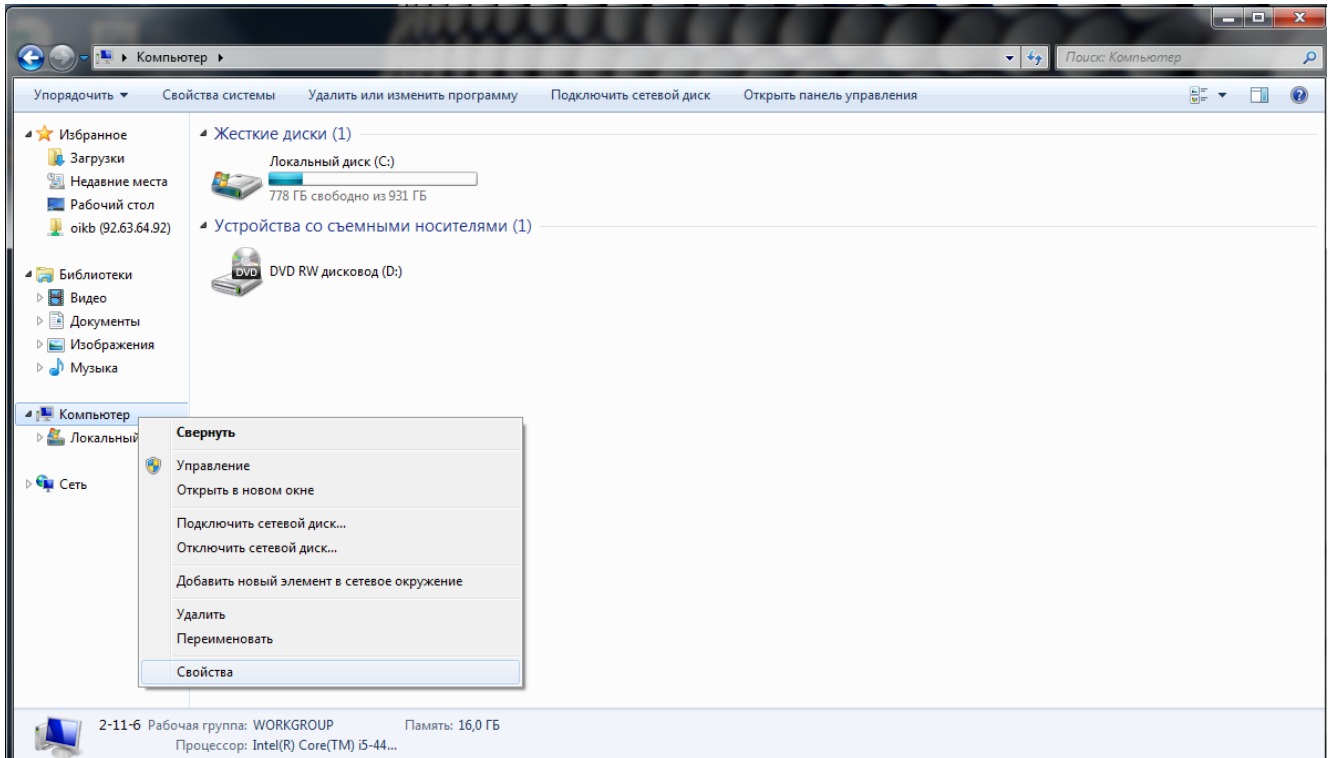 Компьютер
Поиск: Компьютер
Упорядочить Свойства системы Удалить или изменить программу Подключить сетевой диск Открыть панель управления
Избранное
Загрузки
Недавние места
Рабочий стол
oikb (92.63.64.92)
Библиотеки
Видео
Документы
Изображения
Музыка
Компьютер
Локальный
Сеть
Жесткие диски (1)
Локальный диск (C:)
778 ГБ свободно из 931 ГБ
Устройства со съемными носителями (1)
DVD
DVD RW дисковод (D:)
Свернуть
Управление
Открыть в новом окне
Подключить сетевой диск...
Отключить сетевой диск...
Добавить новый элемент в сетевое окружение
Удалить
Переименовать
Свойства
2-11-6 Рабочая группа: WORKGROUP Память: 16,0 ГБ
Процессор: Intel(R) Core(TM) i5-44...